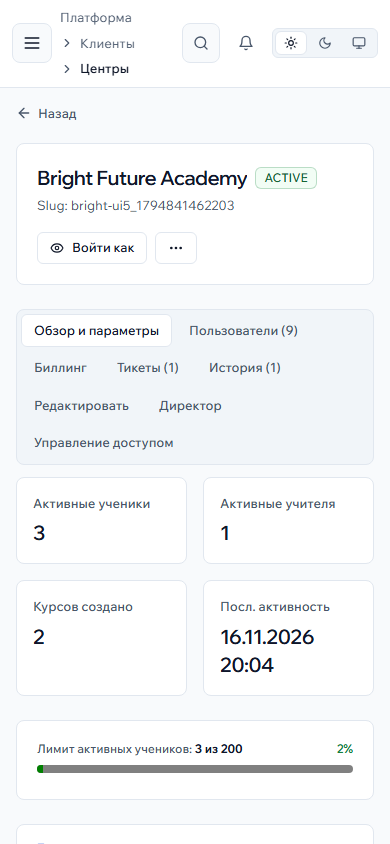 Платформа
Клиенты
Центры
Назад
Bright Future Academy ACTIVE
Slug: bright-ui5_1794841462203
Войти как
Обзор и параметры Пользователи (9)
Биллинг Тикеты (1) История (1)
Редактировать Директор
Управление доступом
Активные ученики Активные учителя
3 1
Курсов создано Посл. активность
2 16.11.2026
20:04
Лимит активных учеников: 3 из 200 2%